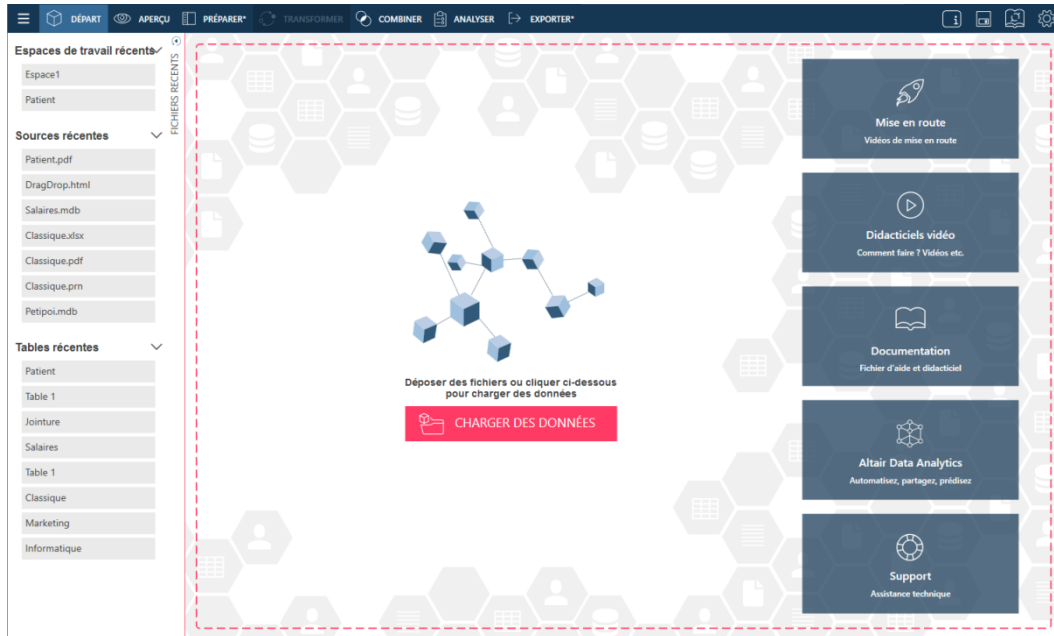 DÉPART APERÇU PRÉPARER* TRANSFORMER COMBINER ANALYSER EXPORTER*
Espaces de travail récents
Espace1
Patient
Sources récentes
Patient.pdf
DragDrop.html
Salaires.mdb
Classique.xlsx
Classique.pdf
Classique.prn
Petipoi.mdb
Tables récentes
Patient
Table 1
Jointure
Salaires
Table 1
Classique
Marketing
Informatique
FICHIERS RECENTS
Déposer des fichiers ou cliquer ci-dessous
pour charger des données
CHARGER DES DONNÉES
Mise en route
Vidéos de mise en route
Didacticiels vidéo
Comment faire ? Vidéos etc.
Documentation
Fichier d'aide et didacticiel
Altair Data Analytics
Automatisez, partagez, prédisez
Support
Assistance technique